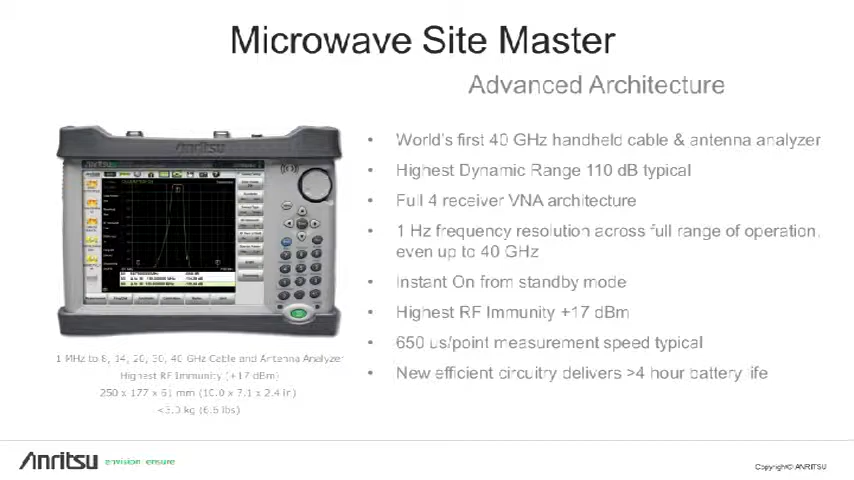 Microwave Site Master
Advanced Architecture
• World's first 40 GHz handheld cable & antenna analyzer
• Highest Dynamic Range 110 dB typical
• Full 4 receiver VNA architecture
• 1 Hz frequency resolution across full range of operation,
even up to 40 GHz
• Instant On from standby mode
• Highest RF Immunity +17 dBm
• 650 us/point measurement speed typical
• New efficient circuitry delivers >4 hour battery life
Anritsu
1 MHz to 8, 14, 20, 30, 40 GHz Cable and Antenna Analyzer
Highest RF Immunity (+17 dBm)
250 x 177 x 61 mm (10.0 x 7.1 x 2.4 in)
<3.0 kg (6.6 lbs)
Anritsu envision : ensure
Copyright© ANRITSU